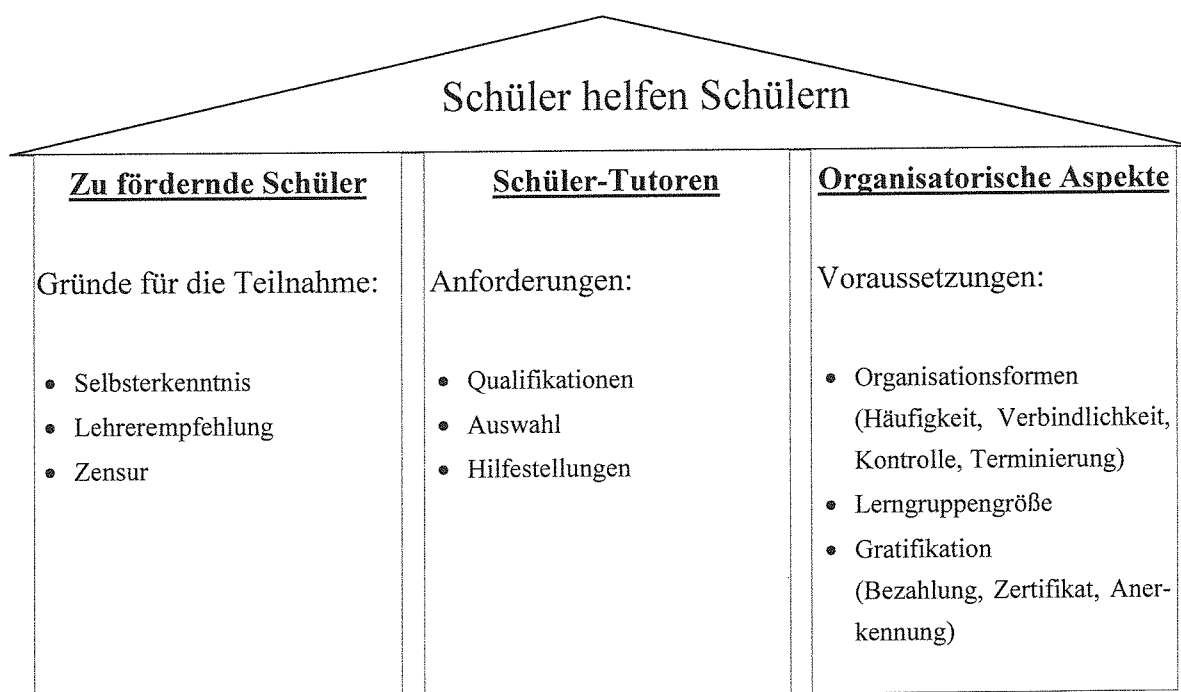 Schüler helfen Schülern
Zu fördernde Schüler
Gründe für die Teilnahme:
• Selbsterkenntnis
• Lehrerempfehlung
• Zensur
Schüler-Tutoren
Anforderungen:
• Qualifikationen
• Auswahl
• Hilfestellungen
Organisatorische Aspekte
Voraussetzungen:
• Organisationsformen
(Häufigkeit, Verbindlichkeit,
Kontrolle, Terminierung)
• Lerngruppengröße
• Gratifikation
(Bezahlung, Zertifikat, Aner-
kennung)